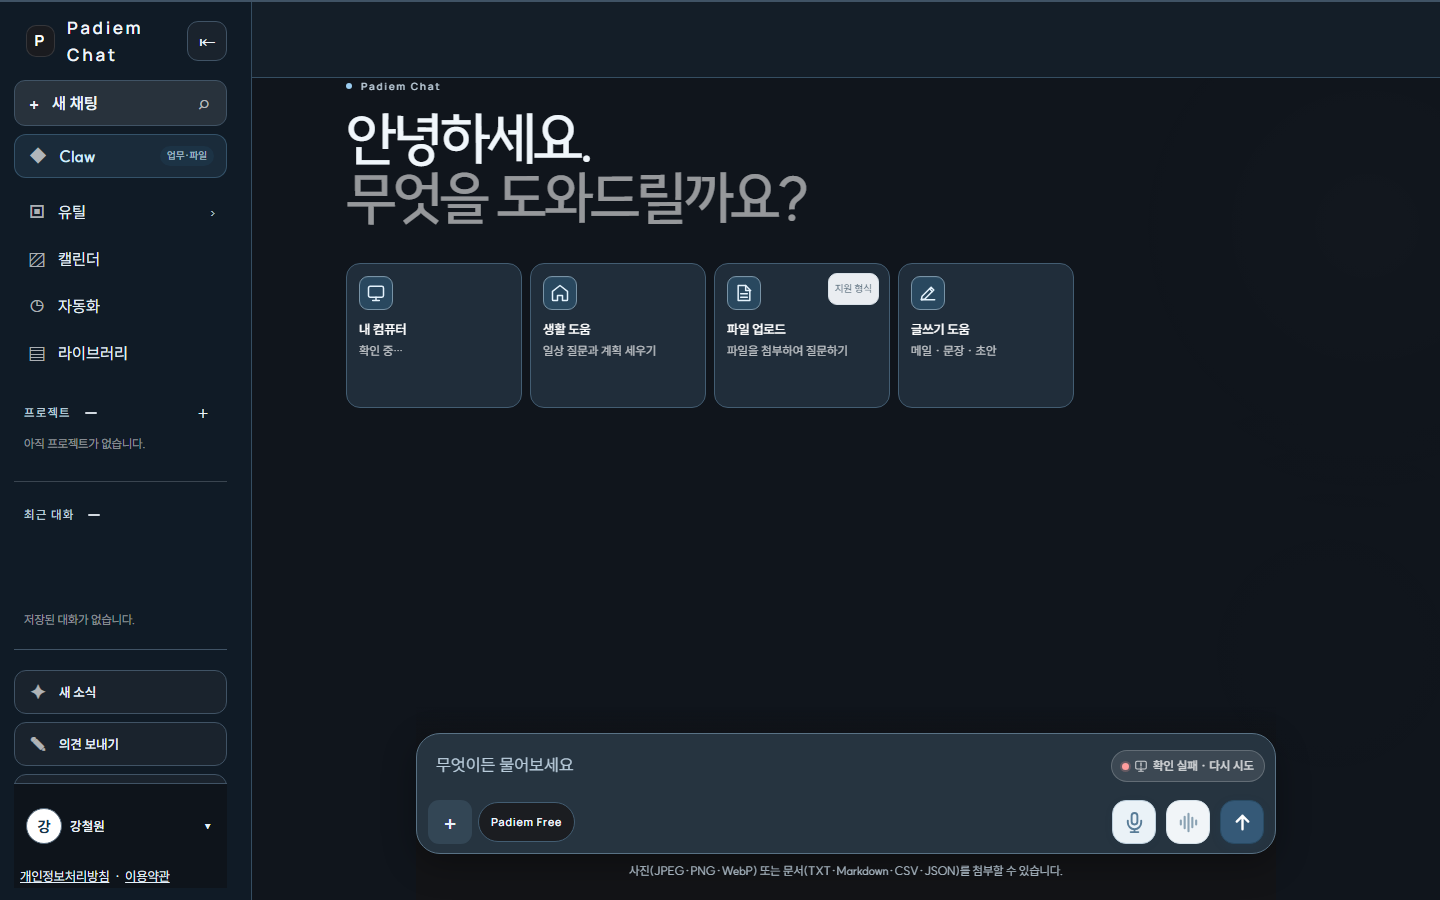 P
Padiem
Chat
+ 새 채팅
Claw 업무·파일
유틸
캘린더
자동화
라이브러리
프로젝트
아직 프로젝트가 없습니다.
최근 대화
저장된 대화가 없습니다.
새 소식
의견 보내기
강 강철원
개인정보처리방침 · 이용약관
Padiem Chat
안녕하세요.
무엇을 도와드릴까요?
내 컴퓨터
확인 중…
생활 도움
일상 질문과 계획 세우기
지원 형식
파일 업로드
파일을 첨부하여 질문하기
글쓰기 도움
메일 · 문장 · 초안
무엇이든 물어보세요
확인 실패 · 다시 시도
+ Padiem Free
사진(JPEG·PNG·WebP) 또는 문서(TXT·Markdown·CSV·JSON)를 첨부할 수 있습니다.